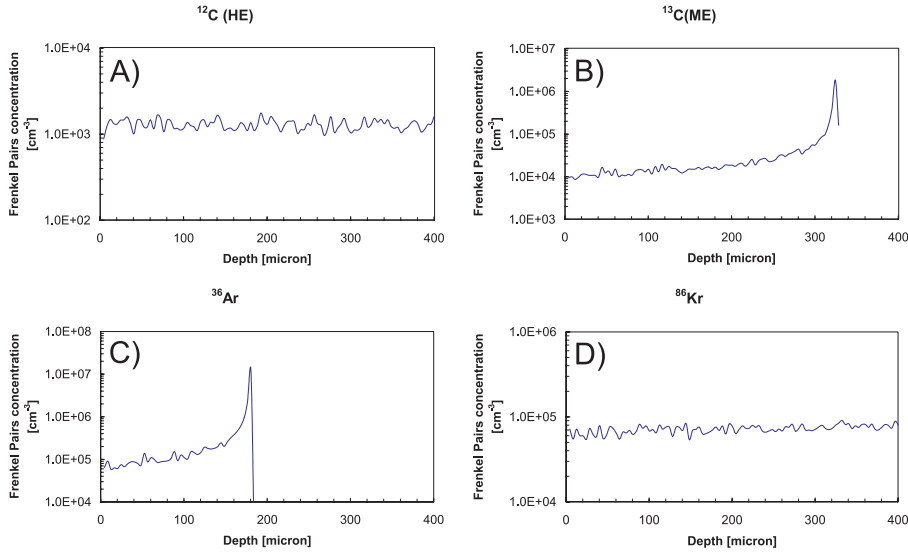 ¹²C (HE)
A)
1.0E+04
1.0E+03
1.0E+02
Frenkel Pairs concentration
[cm⁻³]
0 100 200 300 400
Depth [micron]
¹³C(ME)
B)
1.0E+07
1.0E+06
1.0E+05
1.0E+04
1.0E+03
Frenkel Pairs concentration
[cm⁻³]
0 100 200 300 400
Depth [micron]
³⁶Ar
C)
1.0E+08
1.0E+07
1.0E+06
1.0E+05
1.0E+04
Frenkel Pairs concentration
[cm⁻³]
0 100 200 300 400
Depth [micron]
⁸⁶Kr
D)
1.0E+06
1.0E+05
1.0E+04
Frenkel Pairs concentration
[cm⁻³]
0 100 200 300 400
Depth [micron]